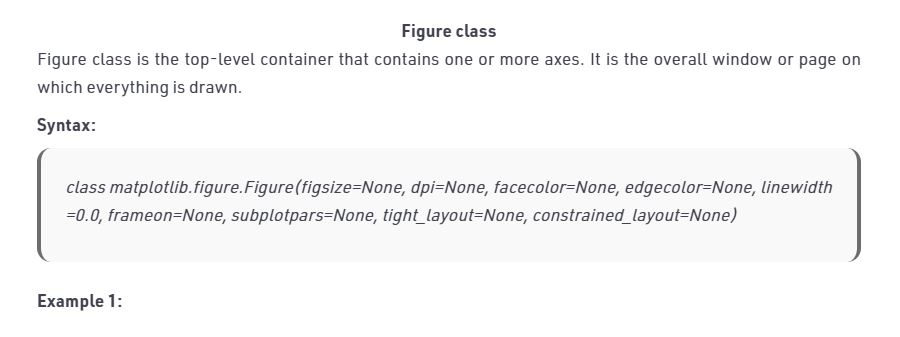 Figure class
Figure class is the top-level container that contains one or more axes. It is the overall window or page on
which everything is drawn.
Syntax:
class matplotlib.figure.Figure(figsize=None, dpi=None, facecolor=None, edgecolor=None, linewidth
=0.0, frameon=None, subplotpars=None, tight_layout=None, constrained_layout=None)
Example 1: